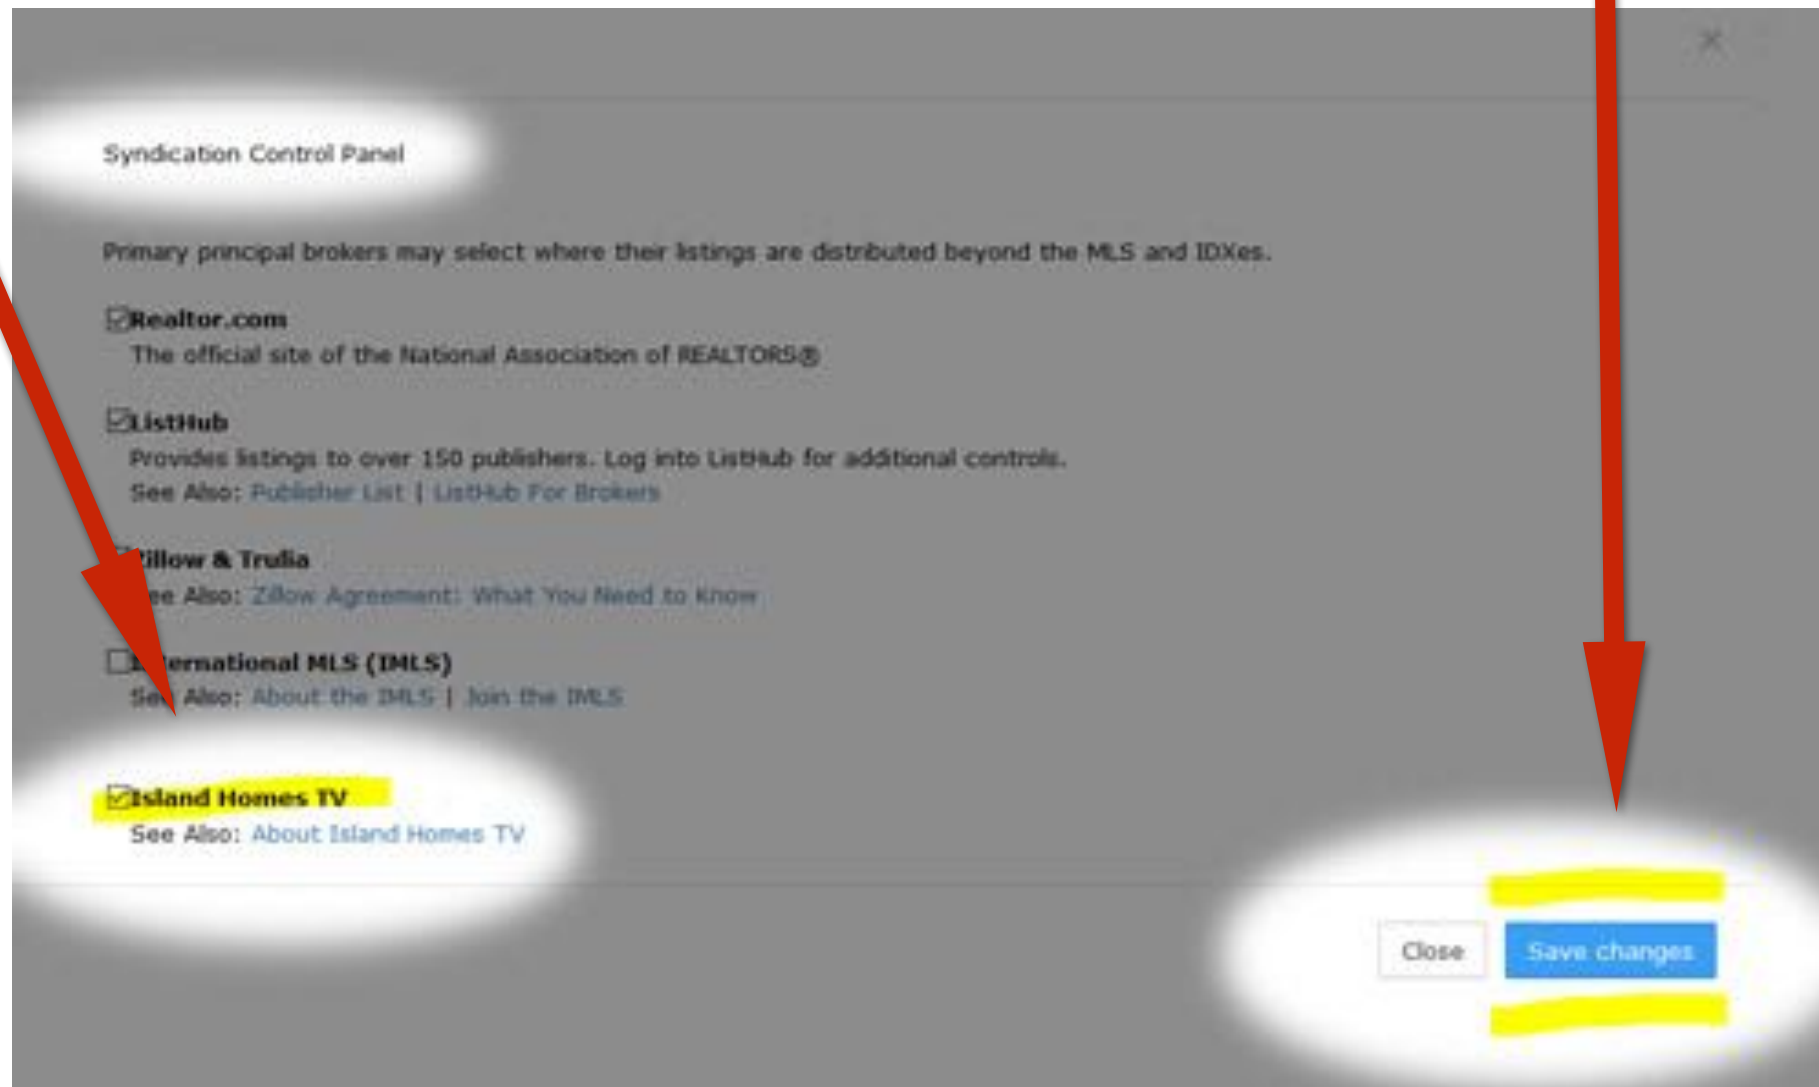 Syndication Control Panel
Primary principal brokers may select where their listings are distributed beyond the MLS and IDXes.
Realtor.com
The official site of the National Association of REALTORS®
ListHub
Provides listings to over 150 publishers. Log into ListHub for additional controls.
See Also: Publisher List | ListHub For Brokers
Zillow & Trulia
See Also: Zillow Agreement: What You Need to Know
International MLS (IMLS)
See Also: About the IMLS | Join the IMLS
Island Homes TV
See Also: About Island Homes TV
Close Save changes